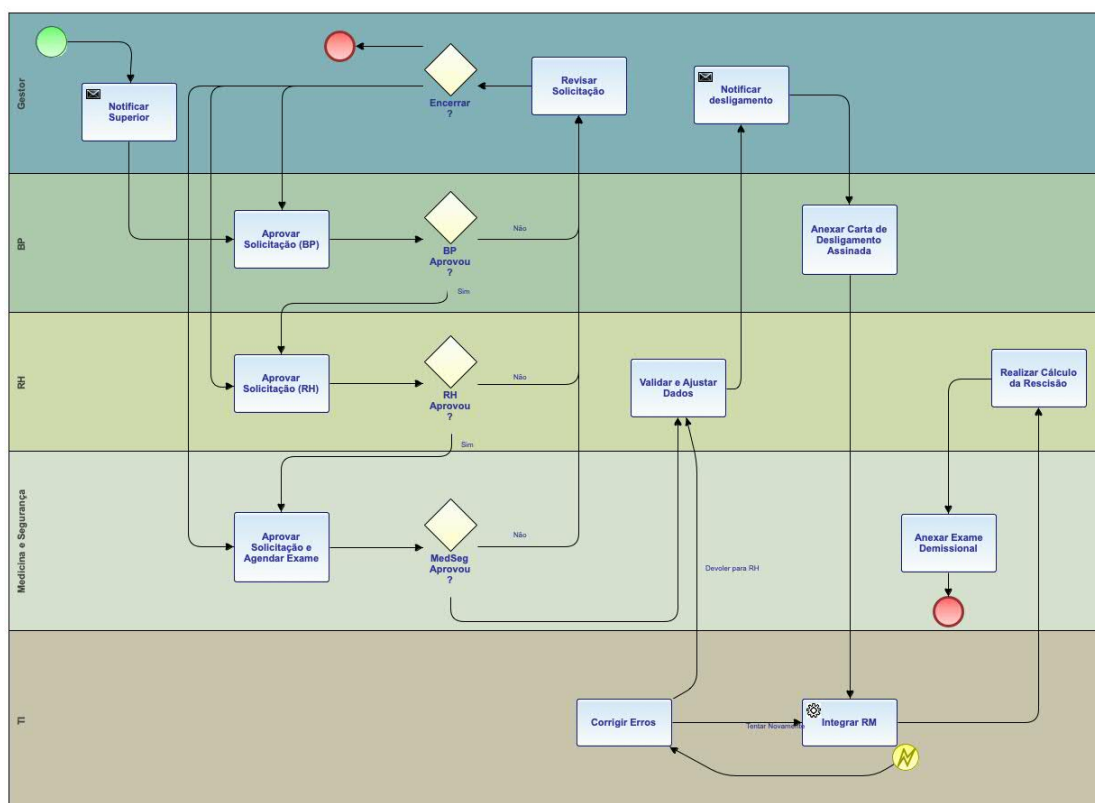 Gestor
Notificar
Superior
Encerrar
?
Revisar
Solicitação
Notificar
desligamento
BP
Aprovar
Solicitação (BP)
BP
Aprovou
?
Não
Sim
Anexar Carta de
Desligamento
Assinada
RH
Aprovar
Solicitação (RH)
RH
Aprovou
?
Não
Sim
Validar e Ajustar
Dados
Realizar Cálculo
da Rescisão
Medicina e Segurança
Aprovar
Solicitação e
Agendar Exame
MedSeg
Aprovou
?
Não
Devoler para RH
Anexar Exame
Demissional
TI
Corrigir Erros
Tentar Novamento
Integrar RM